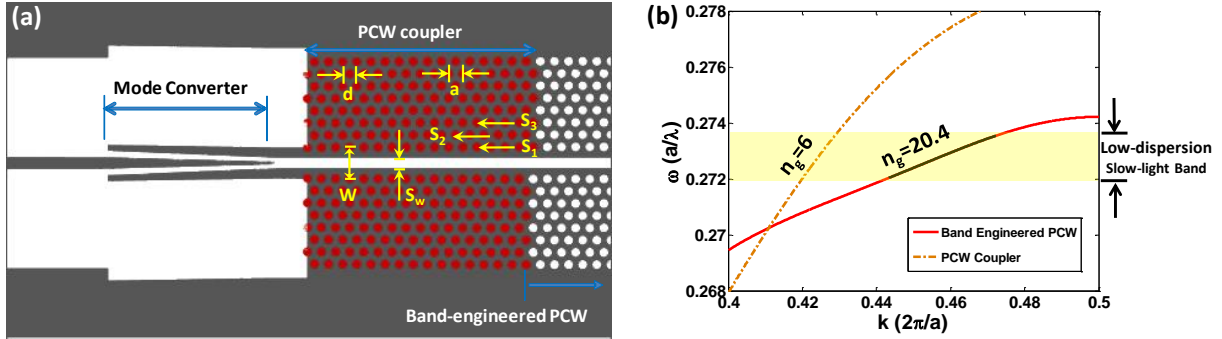 (a)
PCW coupler
Mode Converter
d
a
S3
S2
S1
W
Sw
Band-engineered PCW
(b)
0.278
0.276
0.274
0.272
0.27
0.268
ω (a/λ)
ng=6
ng=20.4
Low-dispersion
Slow-light Band
Band Engineered PCW
PCW Coupler
0.4 0.42 0.44 0.46 0.48 0.5
k (2π/a)